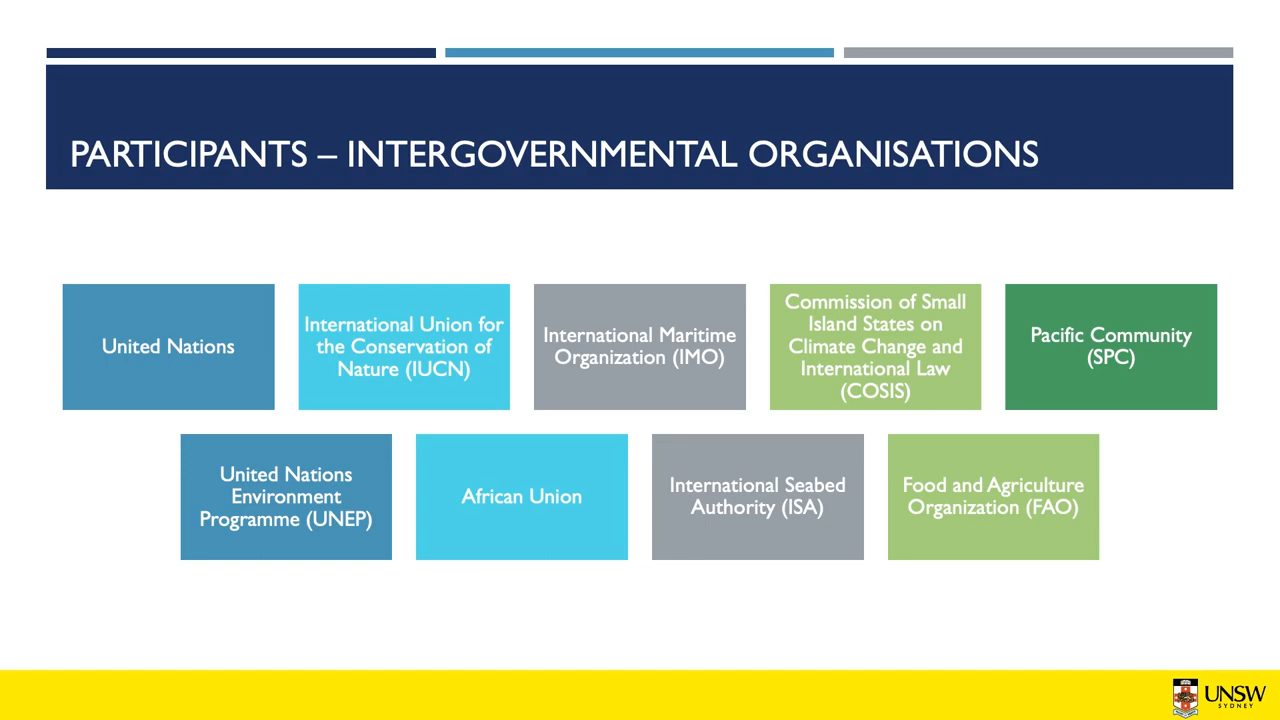 PARTICIPANTS – INTERGOVERNMENTAL ORGANISATIONS
United Nations
International Union for
the Conservation of
Nature (IUCN)
International Maritime
Organization (IMO)
Commission of Small
Island States on
Climate Change and
International Law
(COSIS)
Pacific Community
(SPC)
United Nations
Environment
Programme (UNEP)
African Union
International Seabed
Authority (ISA)
Food and Agriculture
Organization (FAO)
UNSW
SYDNEY